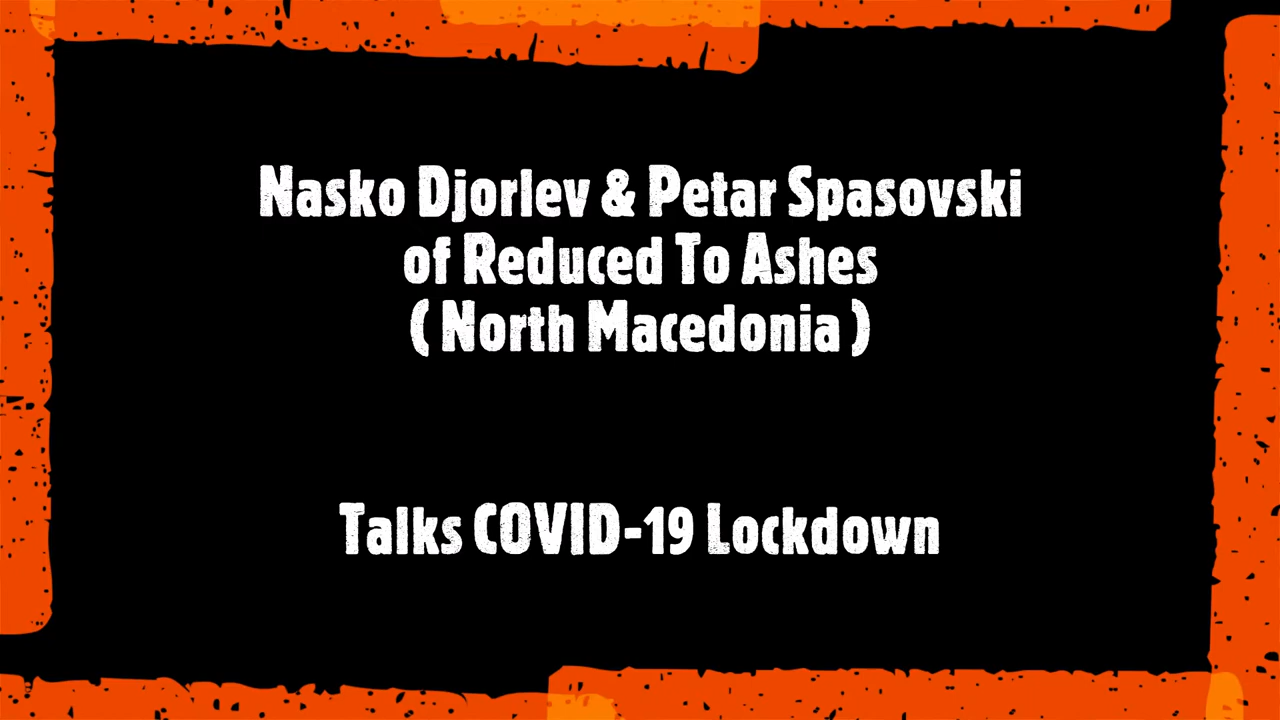 Nasko Djorlev & Petar Spasovski
of Reduced To Ashes
( North Macedonia )
Talks COVID-19 Lockdown